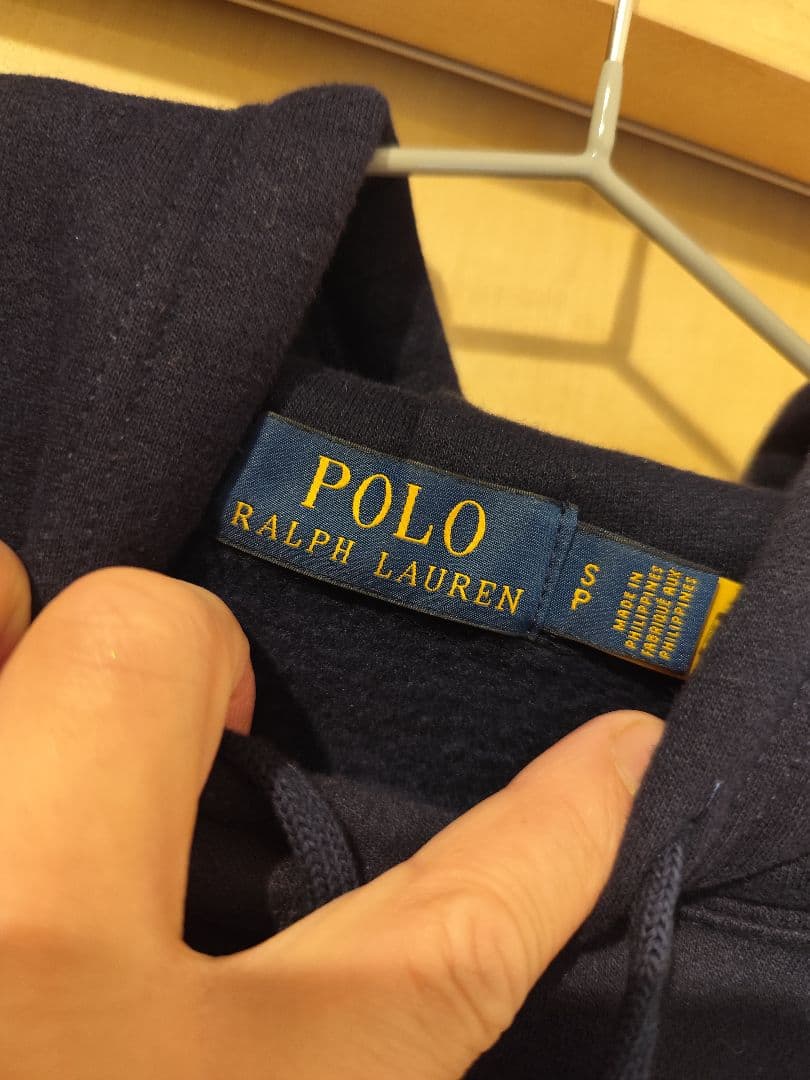 POLO
RALPH LAUREN
S
P
MADE IN
PHILIPPINES
FABRIQUÉ AUX
PHILIPPINES